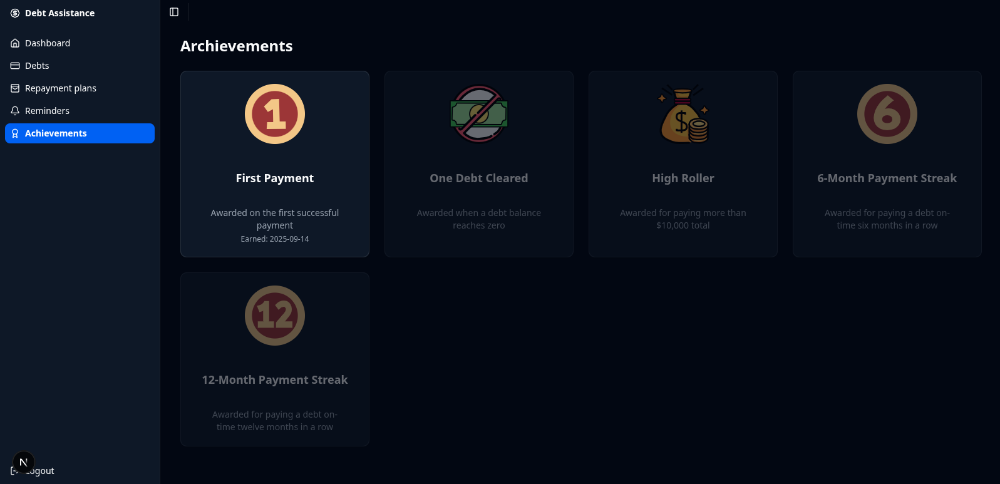 Debt Assistance
Dashboard
Debts
Repayment plans
Reminders
Achievements
Archievements
1
First Payment
Awarded on the first successful
payment
Earned: 2025-09-14
One Debt Cleared
Awarded when a debt balance
reaches zero
$
High Roller
Awarded for paying more than
$10,000 total
6
6-Month Payment Streak
Awarded for paying a debt on-
time six months in a row
12
12-Month Payment Streak
Awarded for paying a debt on-
time twelve months in a row
N
ogout